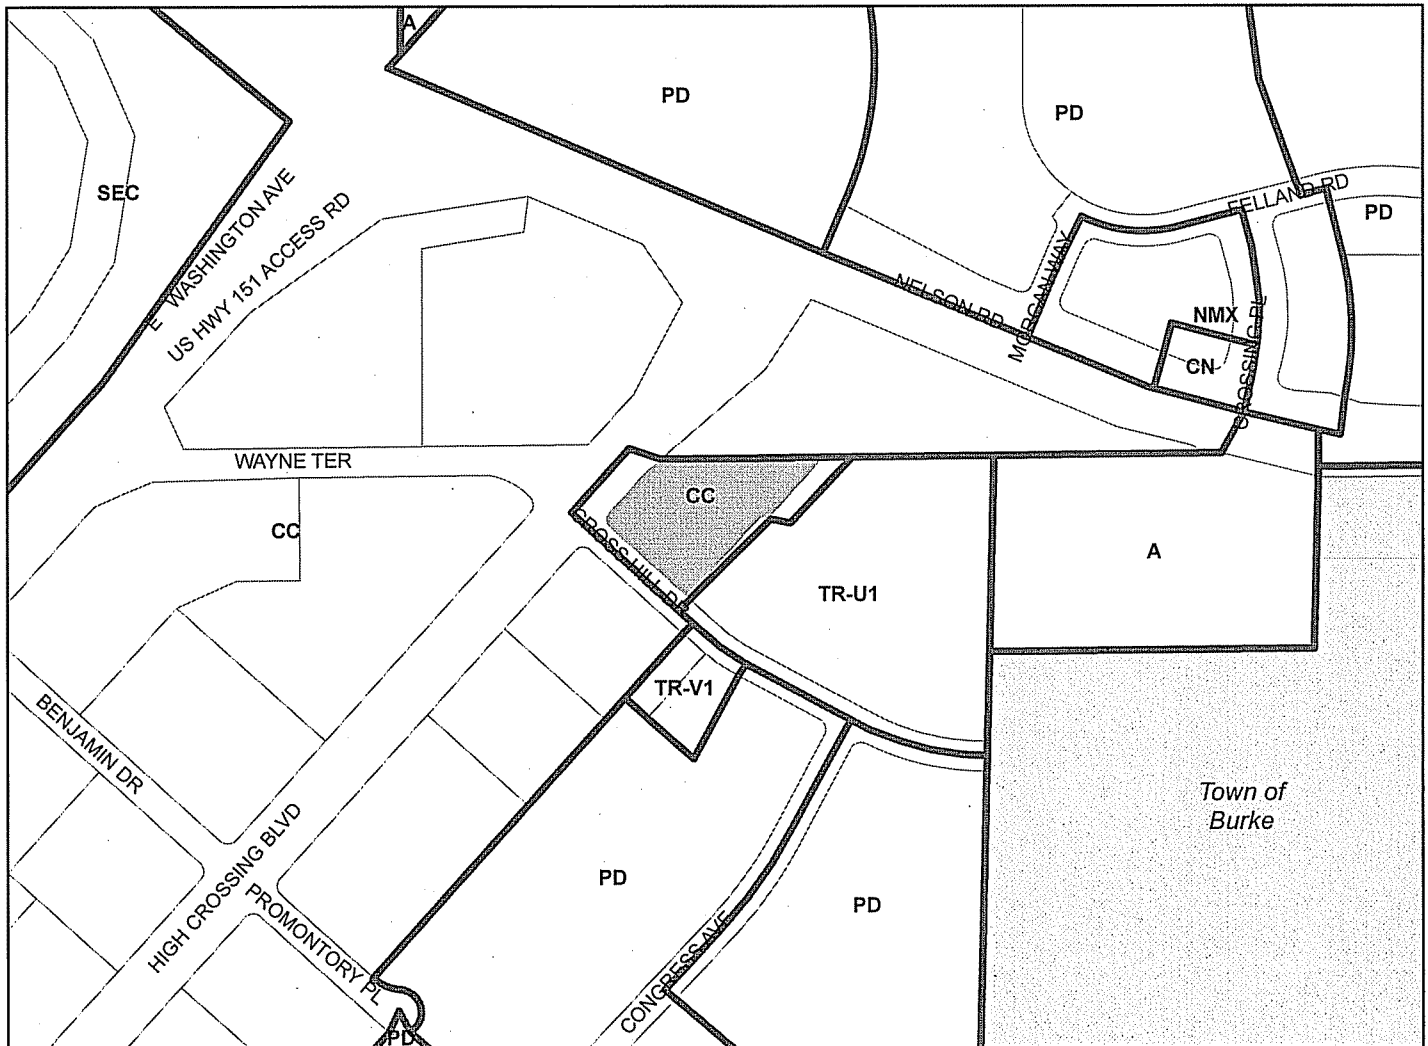 A
PD
PD
SEC
E WASHINGTON AVE
US HWY 151 ACCESS RD
FELLAND RD
PD
NELSON RD
MORGAN WAY
NMX
CROSSING PL
CN
WAYNE TER
CC
CC
CROSS HILL DR
A
TR-U1
TR-V1
BENJAMIN DR
Town of
Burke
HIGH CROSSING BLVD
PD
PD
PROMONTORY PL
CONGRESS AVE
PD